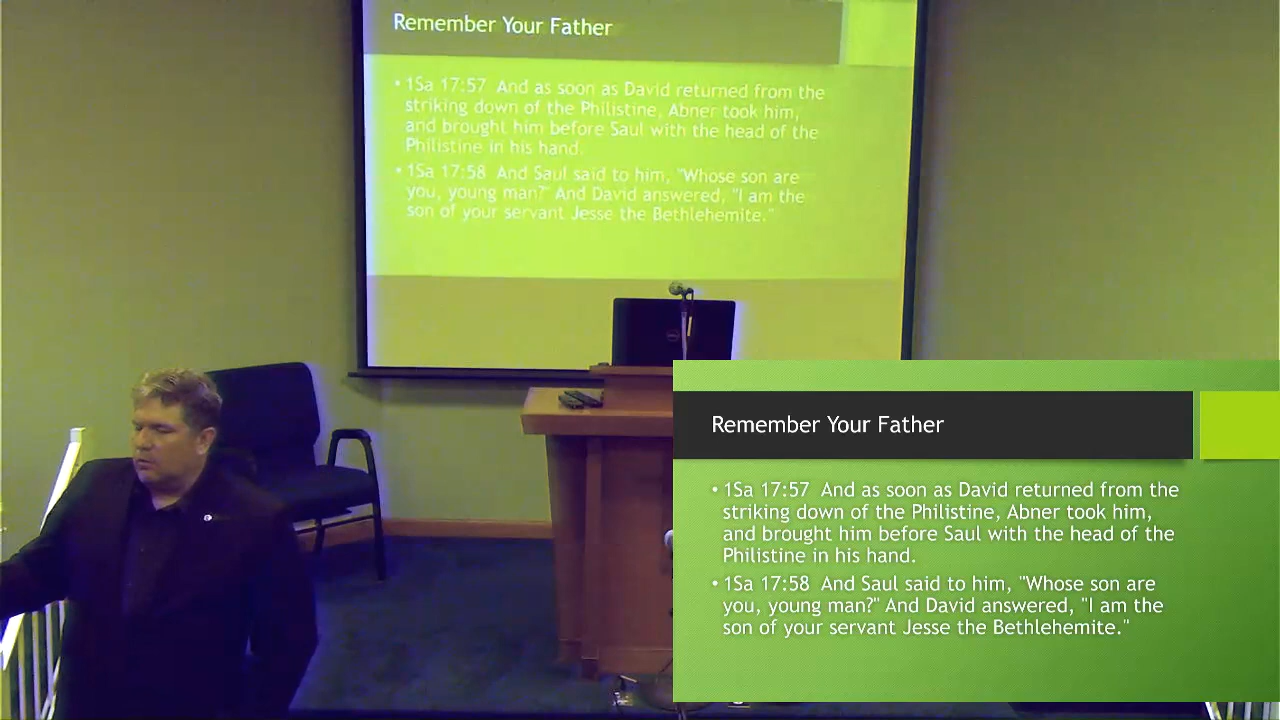 Remember Your Father
• 1Sa 17:57 And as soon as David returned from the
striking down of the Philistine, Abner took him,
and brought him before Saul with the head of the
Philistine in his hand.
• 1Sa 17:58 And Saul said to him, "Whose son are
you, young man?" And David answered, "I am the
son of your servant Jesse the Bethlehemite."
Remember Your Father
• 1Sa 17:57 And as soon as David returned from the
striking down of the Philistine, Abner took him,
and brought him before Saul with the head of the
Philistine in his hand.
• 1Sa 17:58 And Saul said to him, "Whose son are
you, young man?" And David answered, "I am the
son of your servant Jesse the Bethlehemite."